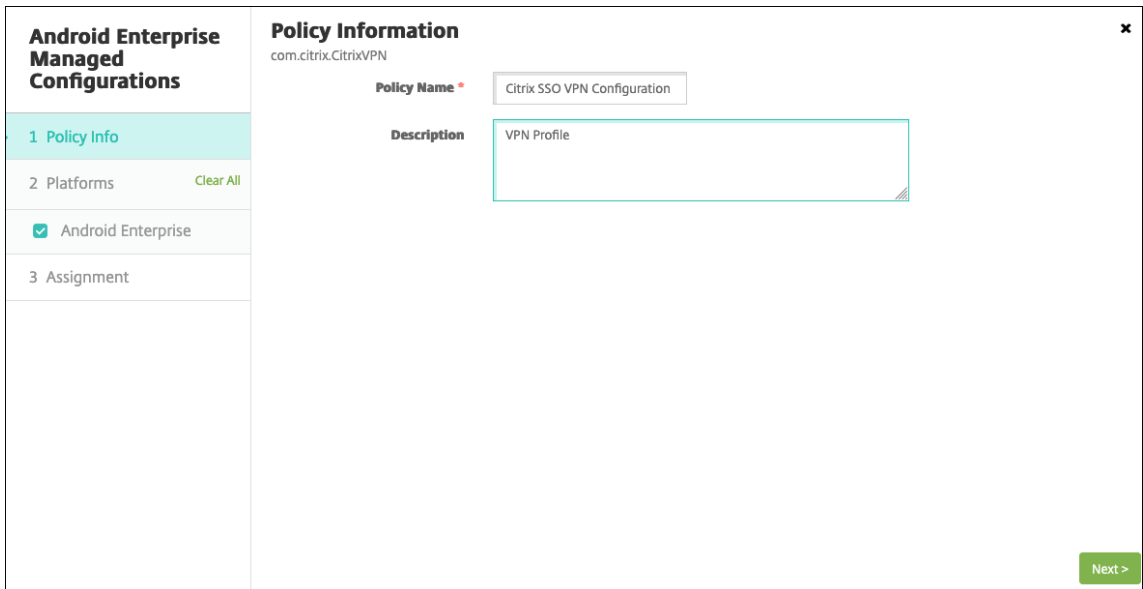 Android Enterprise
Managed
Configurations
1 Policy Info
2 Platforms
Clear All
Android Enterprise
3 Assignment
Policy Information
com.citrix.CitrixVPN
Policy Name *
Citrix SSO VPN Configuration
Description
VPN Profile
Next >